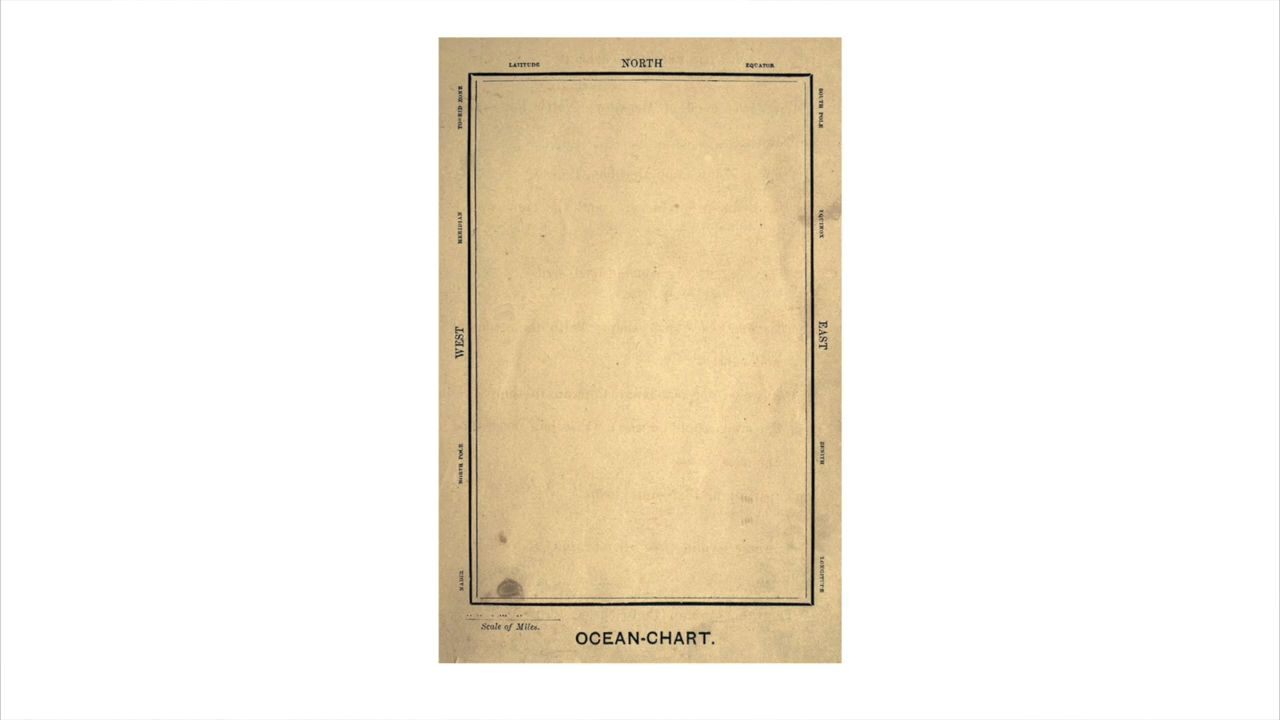 LATITUDE NORTH EQUATOR
TORRID ZONE
MERIDIAN
WEST
NORTH POLE
NADIR
SOUTH POLE
EQUINOX
EAST
ZENITH
LONGITUDE
Scale of Miles.
OCEAN-CHART.